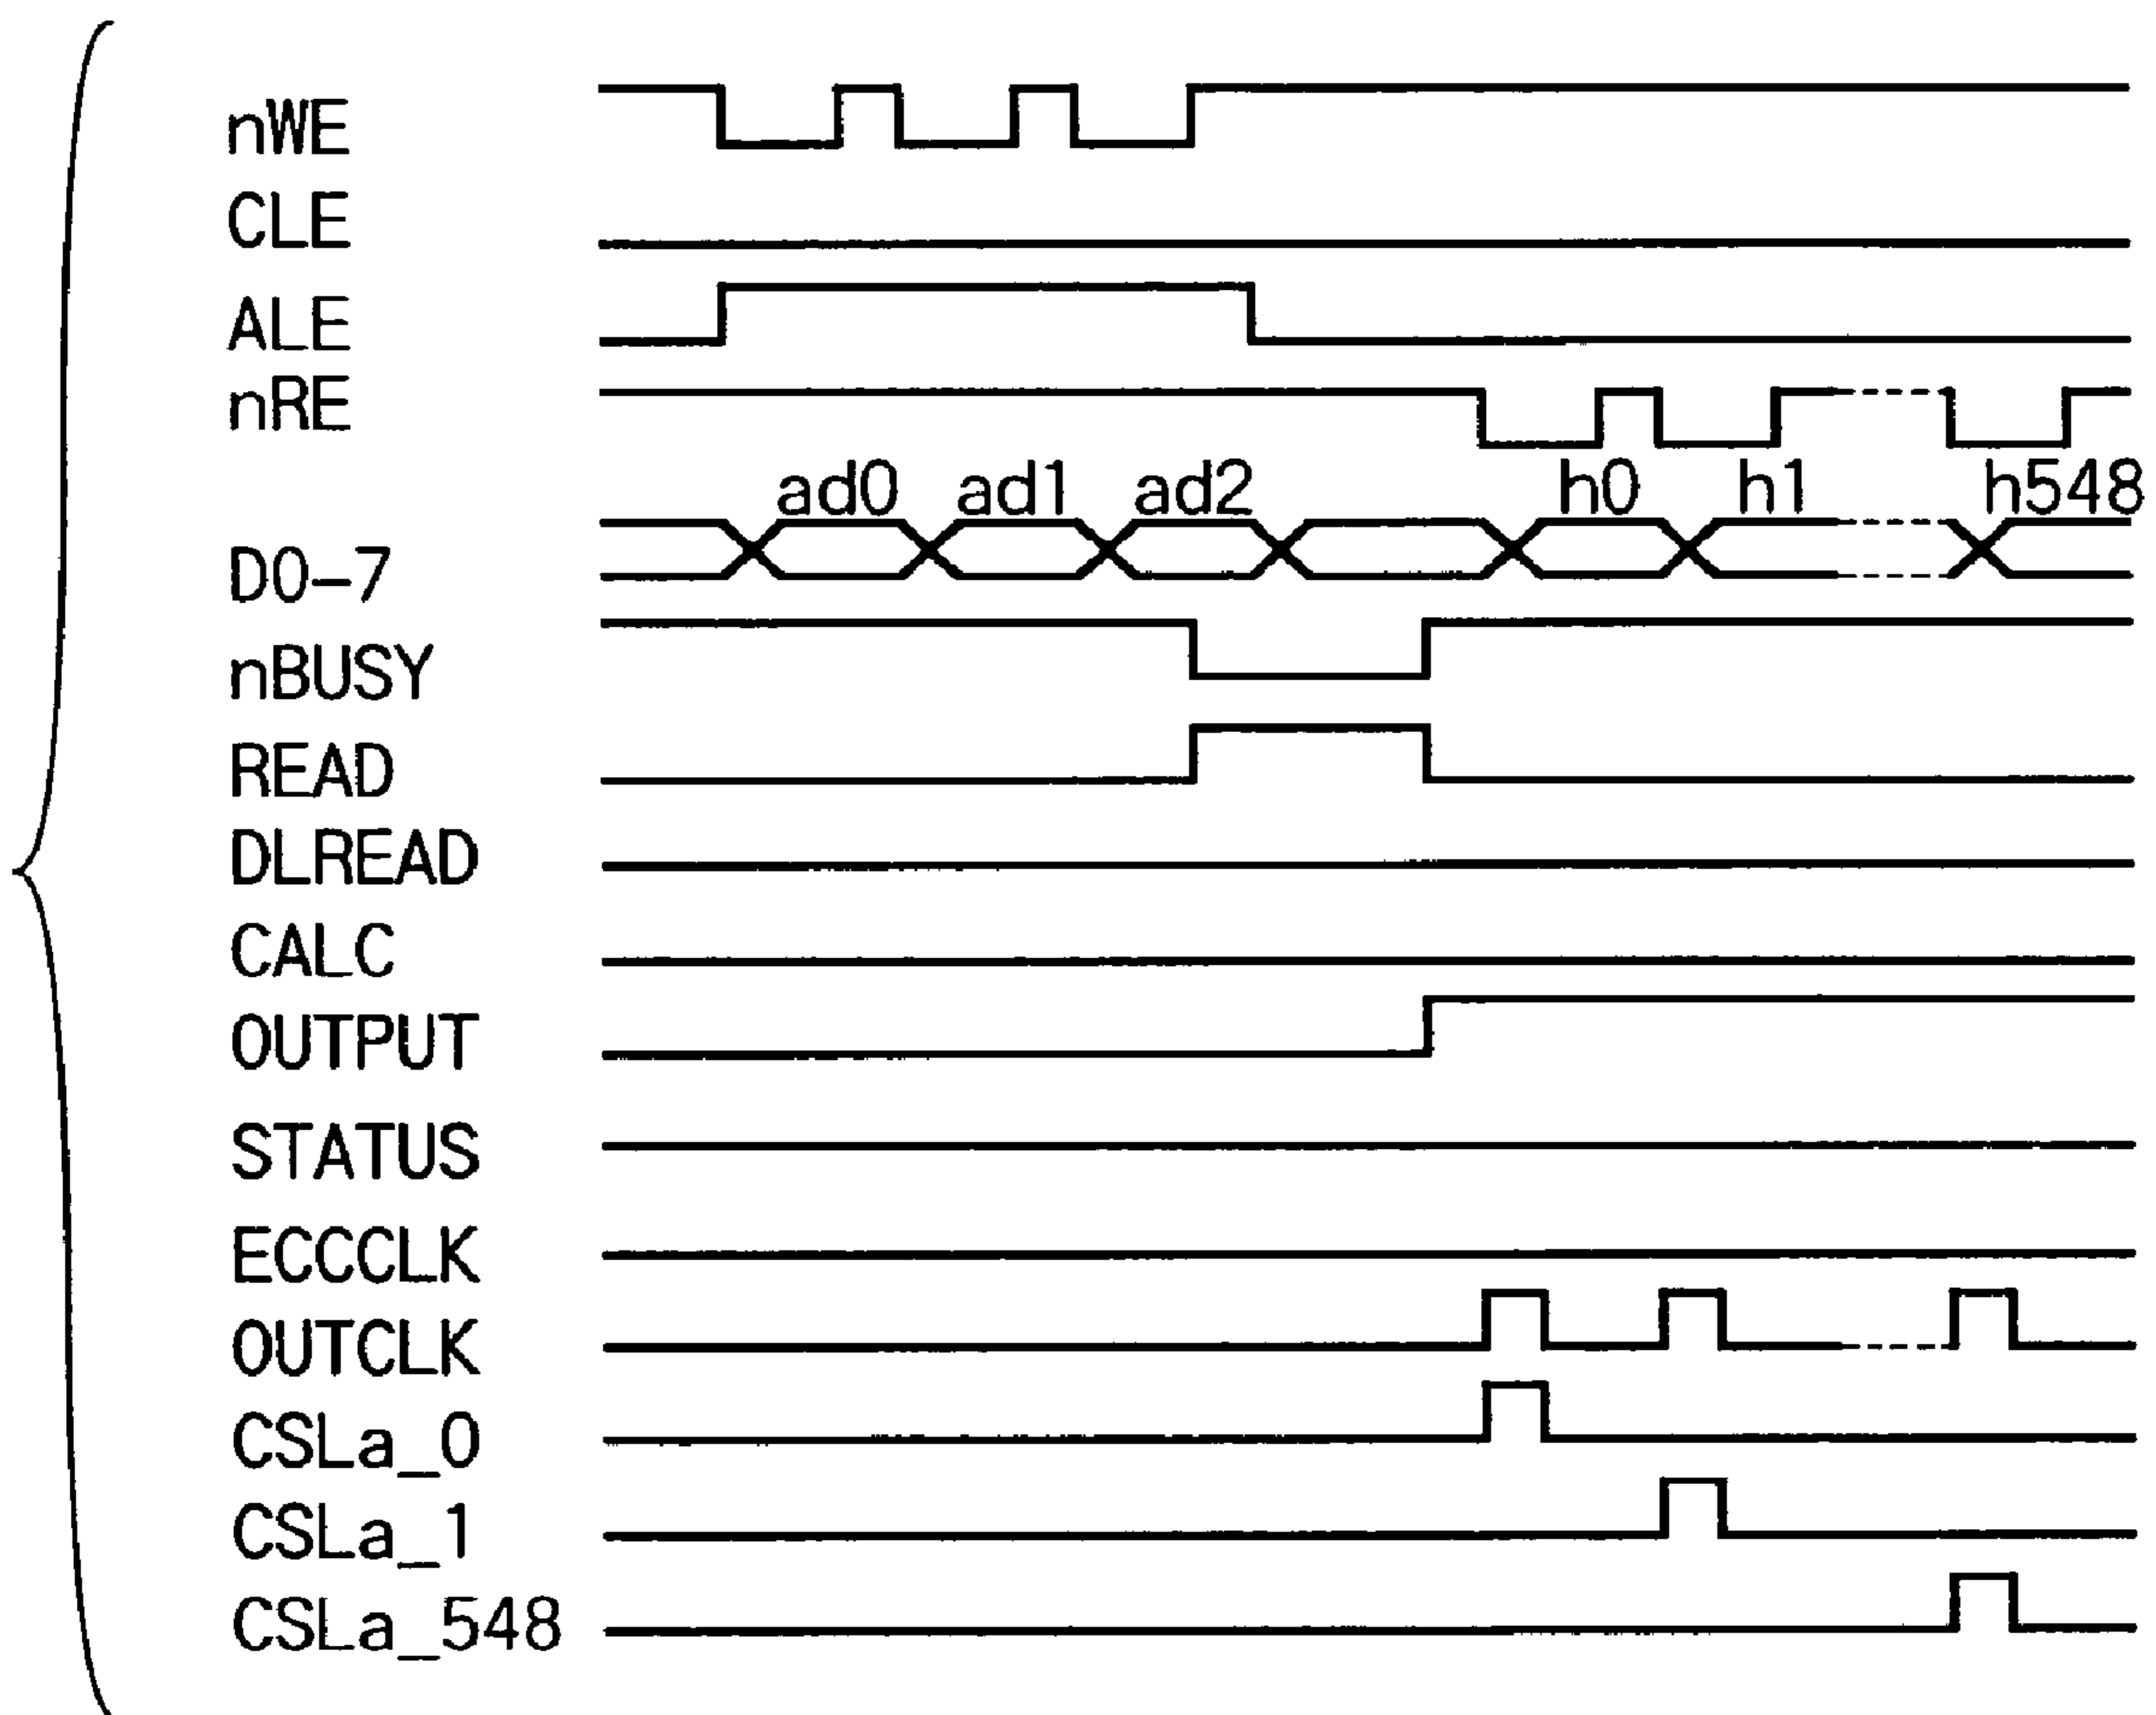 nWE
CLE
ALE
nRE
ad0 ad1 ad2 h0 h1 h548
D0-7
nBUSY
READ
DLREAD
CALC
OUTPUT
STATUS
ECCCLK
OUTCLK
CSLa_0
CSLa_1
CSLa_548